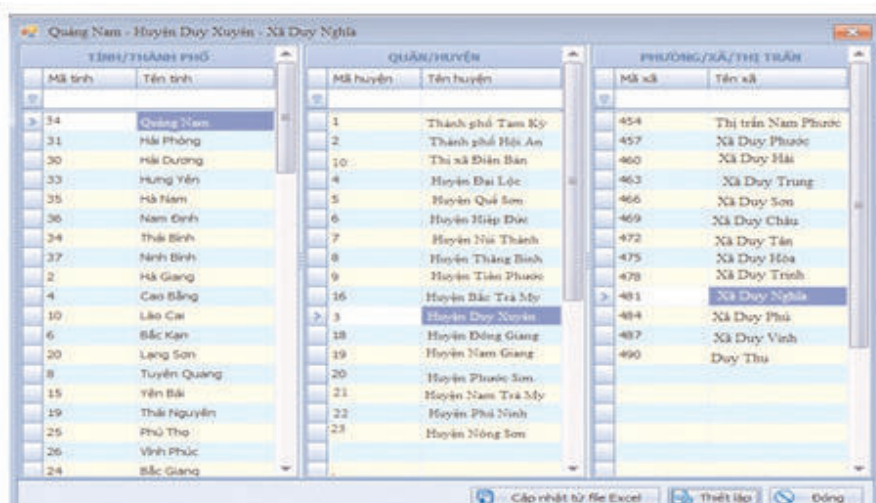 Quảng Nam - Huyện Duy Xuyên - Xã Duy Nghĩa
TỈNH/THÀNH PHỐ
Mã tỉnh Tên tỉnh
34 Quảng Nam
31 Hải Phòng
30 Hải Dương
33 Hưng Yên
35 Hà Nam
36 Nam Định
34 Thái Bình
37 Ninh Bình
2 Hà Giang
4 Cao Bằng
10 Lào Cai
6 Bắc Kạn
20 Lạng Sơn
8 Tuyên Quang
15 Yên Bái
19 Thái Nguyên
25 Phú Thọ
26 Vĩnh Phúc
24 Bắc Giang
QUẬN/HUYỆN
Mã huyện Tên huyện
1 Thành phố Tam Kỳ
2 Thành phố Hội An
10 Thị xã Điện Bàn
4 Huyện Đại Lộc
5 Huyện Quế Sơn
6 Huyện Hiệp Đức
7 Huyện Núi Thành
8 Huyện Thăng Bình
9 Huyện Tiên Phước
16 Huyện Bắc Trà My
3 Huyện Duy Xuyên
18 Huyện Đông Giang
19 Huyện Nam Giang
20 Huyện Phước Sơn
21 Huyện Nam Trà My
22 Huyện Phú Ninh
23 Huyện Nông Sơn
PHƯỜNG/XÃ/THỊ TRẤN
Mã xã Tên xã
454 Thị trấn Nam Phước
457 Xã Duy Phước
460 Xã Duy Hải
463 Xã Duy Trung
466 Xã Duy Sơn
469 Xã Duy Châu
472 Xã Duy Tân
475 Xã Duy Hòa
478 Xã Duy Trinh
481 Xã Duy Nghĩa
484 Xã Duy Phú
487 Xã Duy Vinh
490 Duy Thu
Cập nhật từ file Excel Thiết lập Đóng